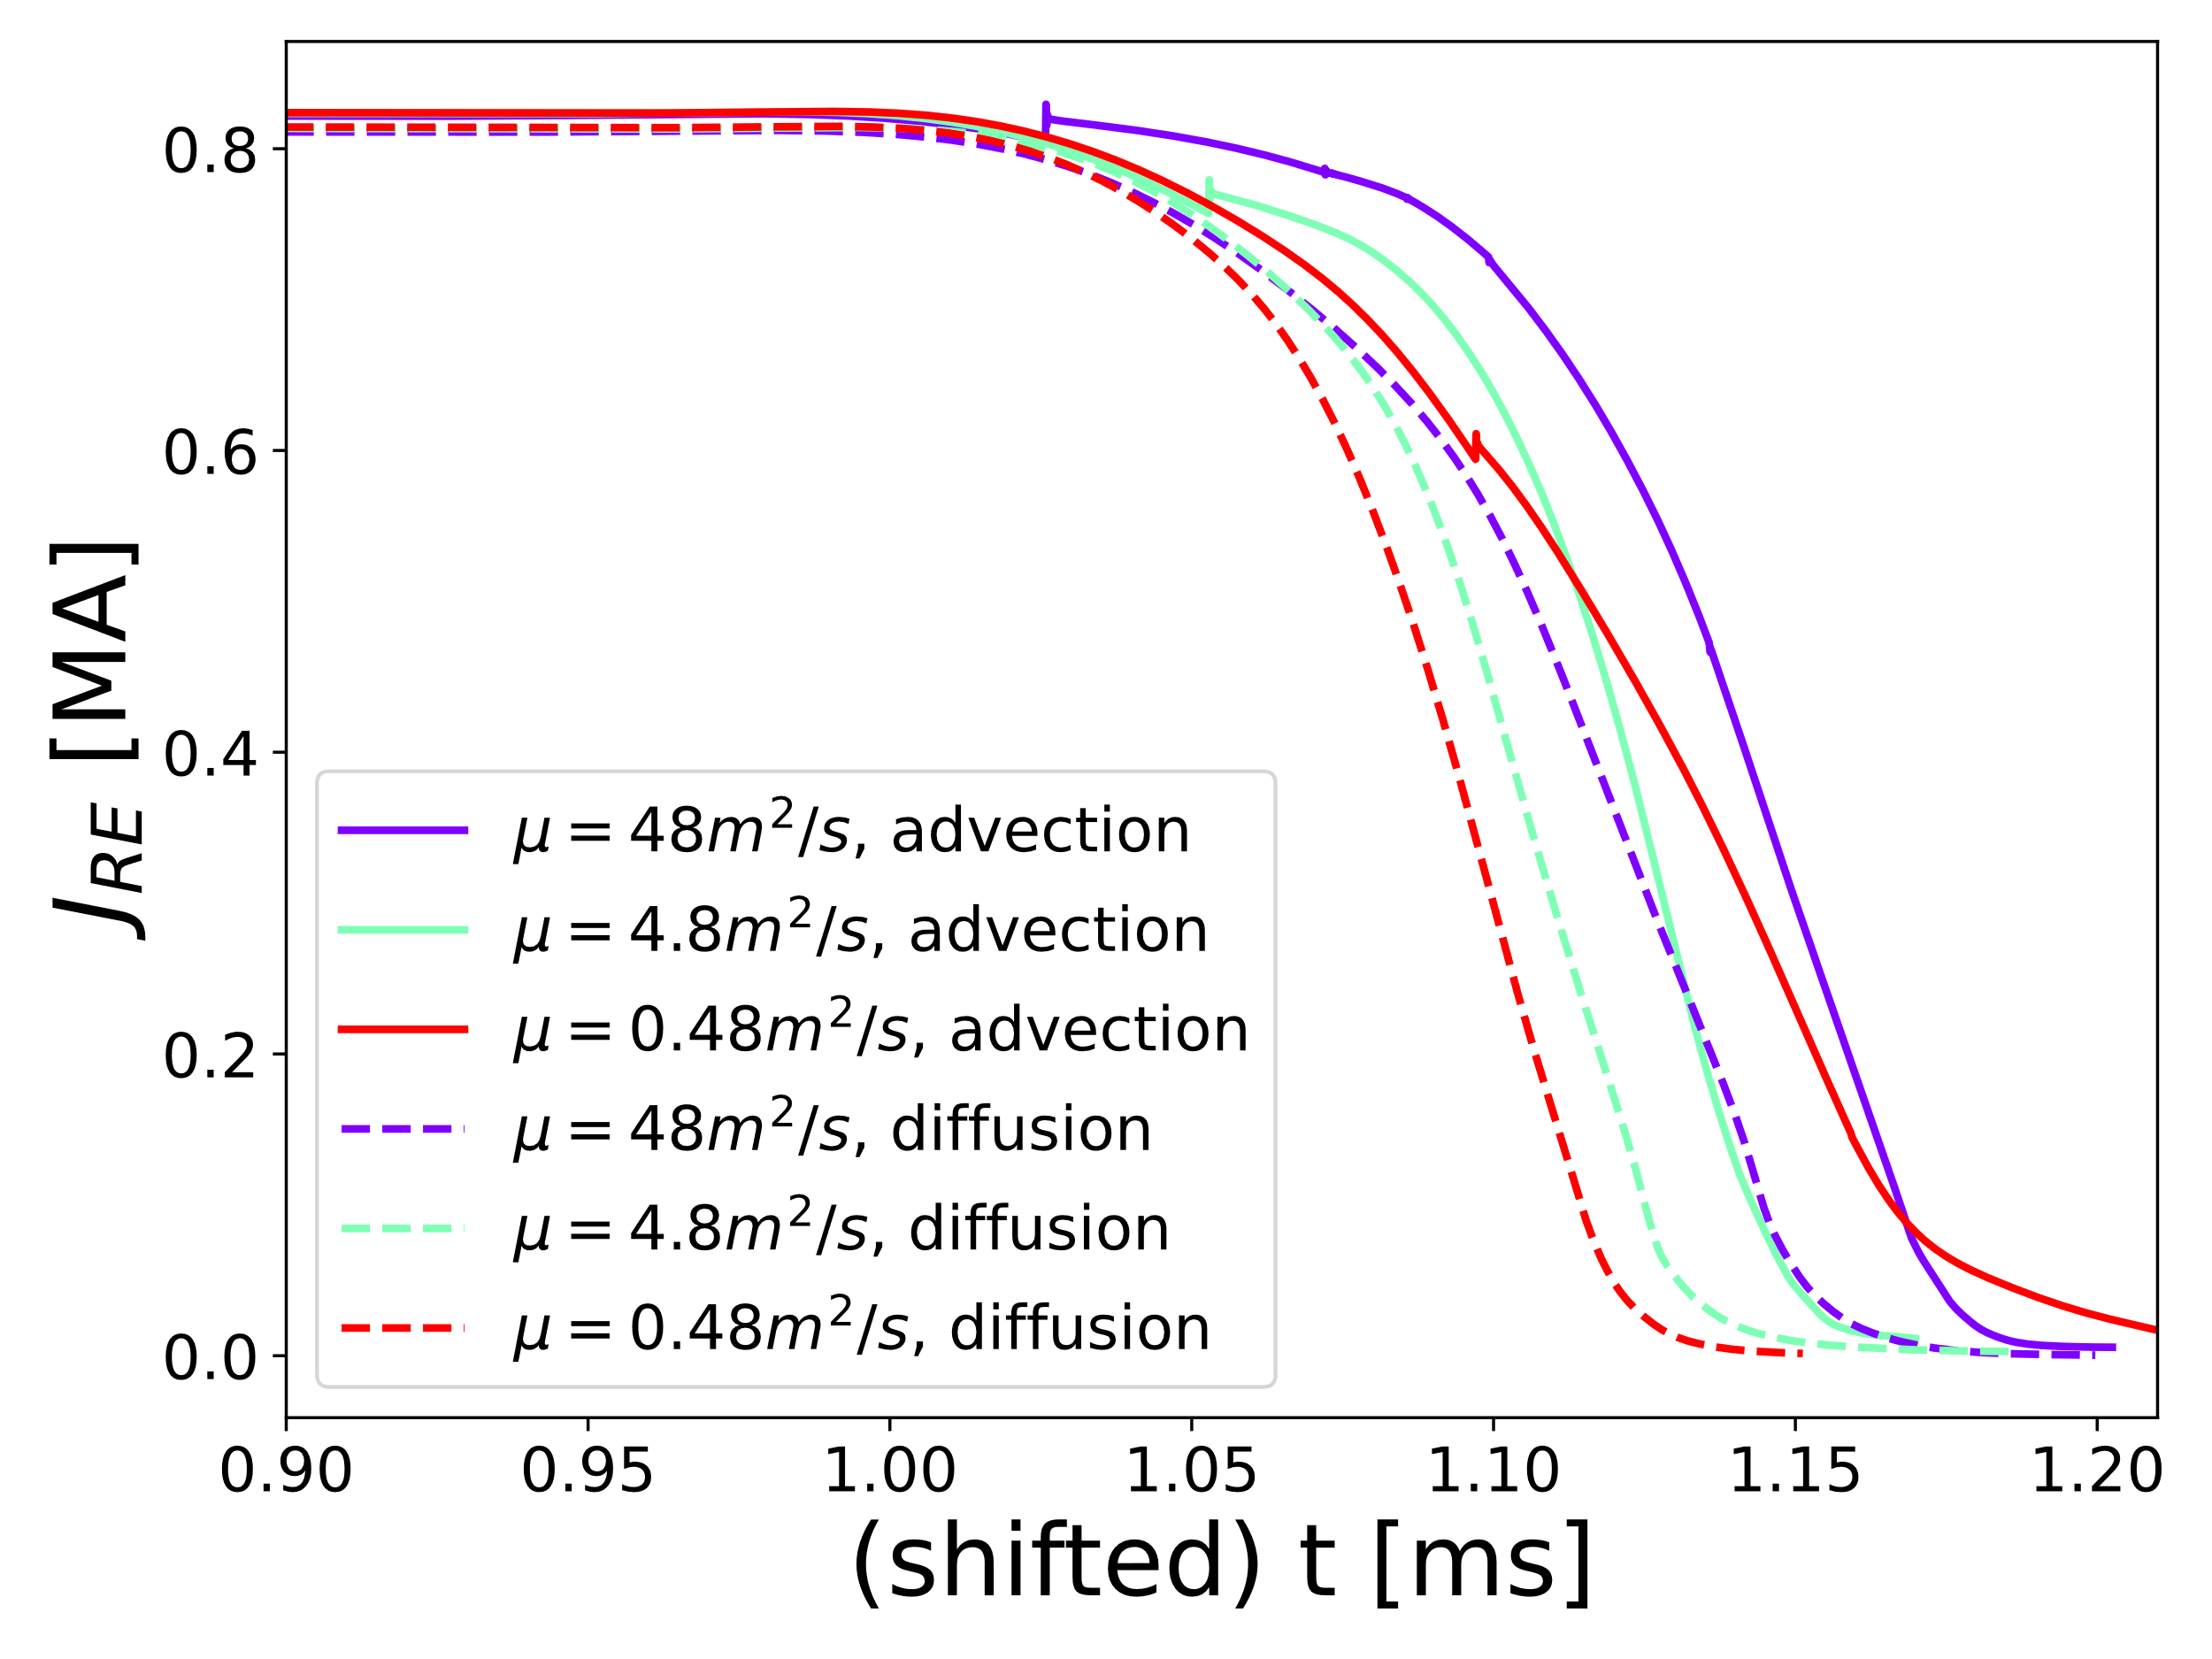 J_{RE} [MA]
0.8
0.6
0.4
0.2
0.0
μ = 48m²/s, advection
μ = 4.8m²/s, advection
μ = 0.48m²/s, advection
μ = 48m²/s, diffusion
μ = 4.8m²/s, diffusion
μ = 0.48m²/s, diffusion
0.90 0.95 1.00 1.05 1.10 1.15 1.20
(shifted) t [ms]